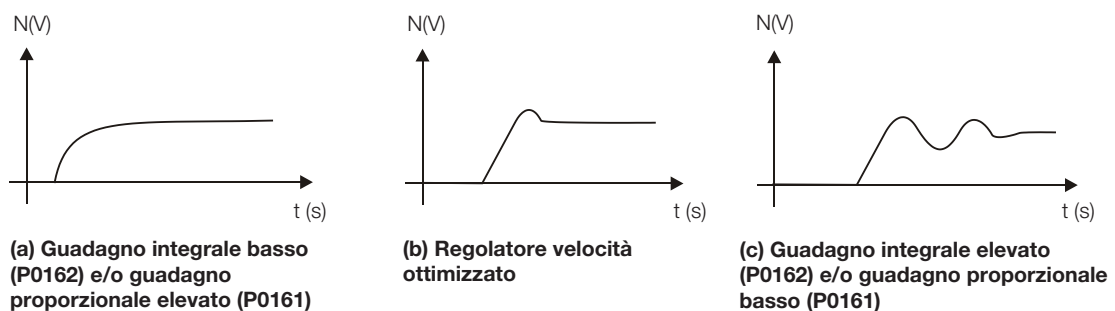 N(V)
t (s)
(a) Guadagno integrale basso
(P0162) e/o guadagno
proporzionale elevato (P0161)
N(V)
t (s)
(b) Regolatore velocità
ottimizzato
N(V)
t (s)
(c) Guadagno integrale elevato
(P0162) e/o guadagno proporzionale
basso (P0161)